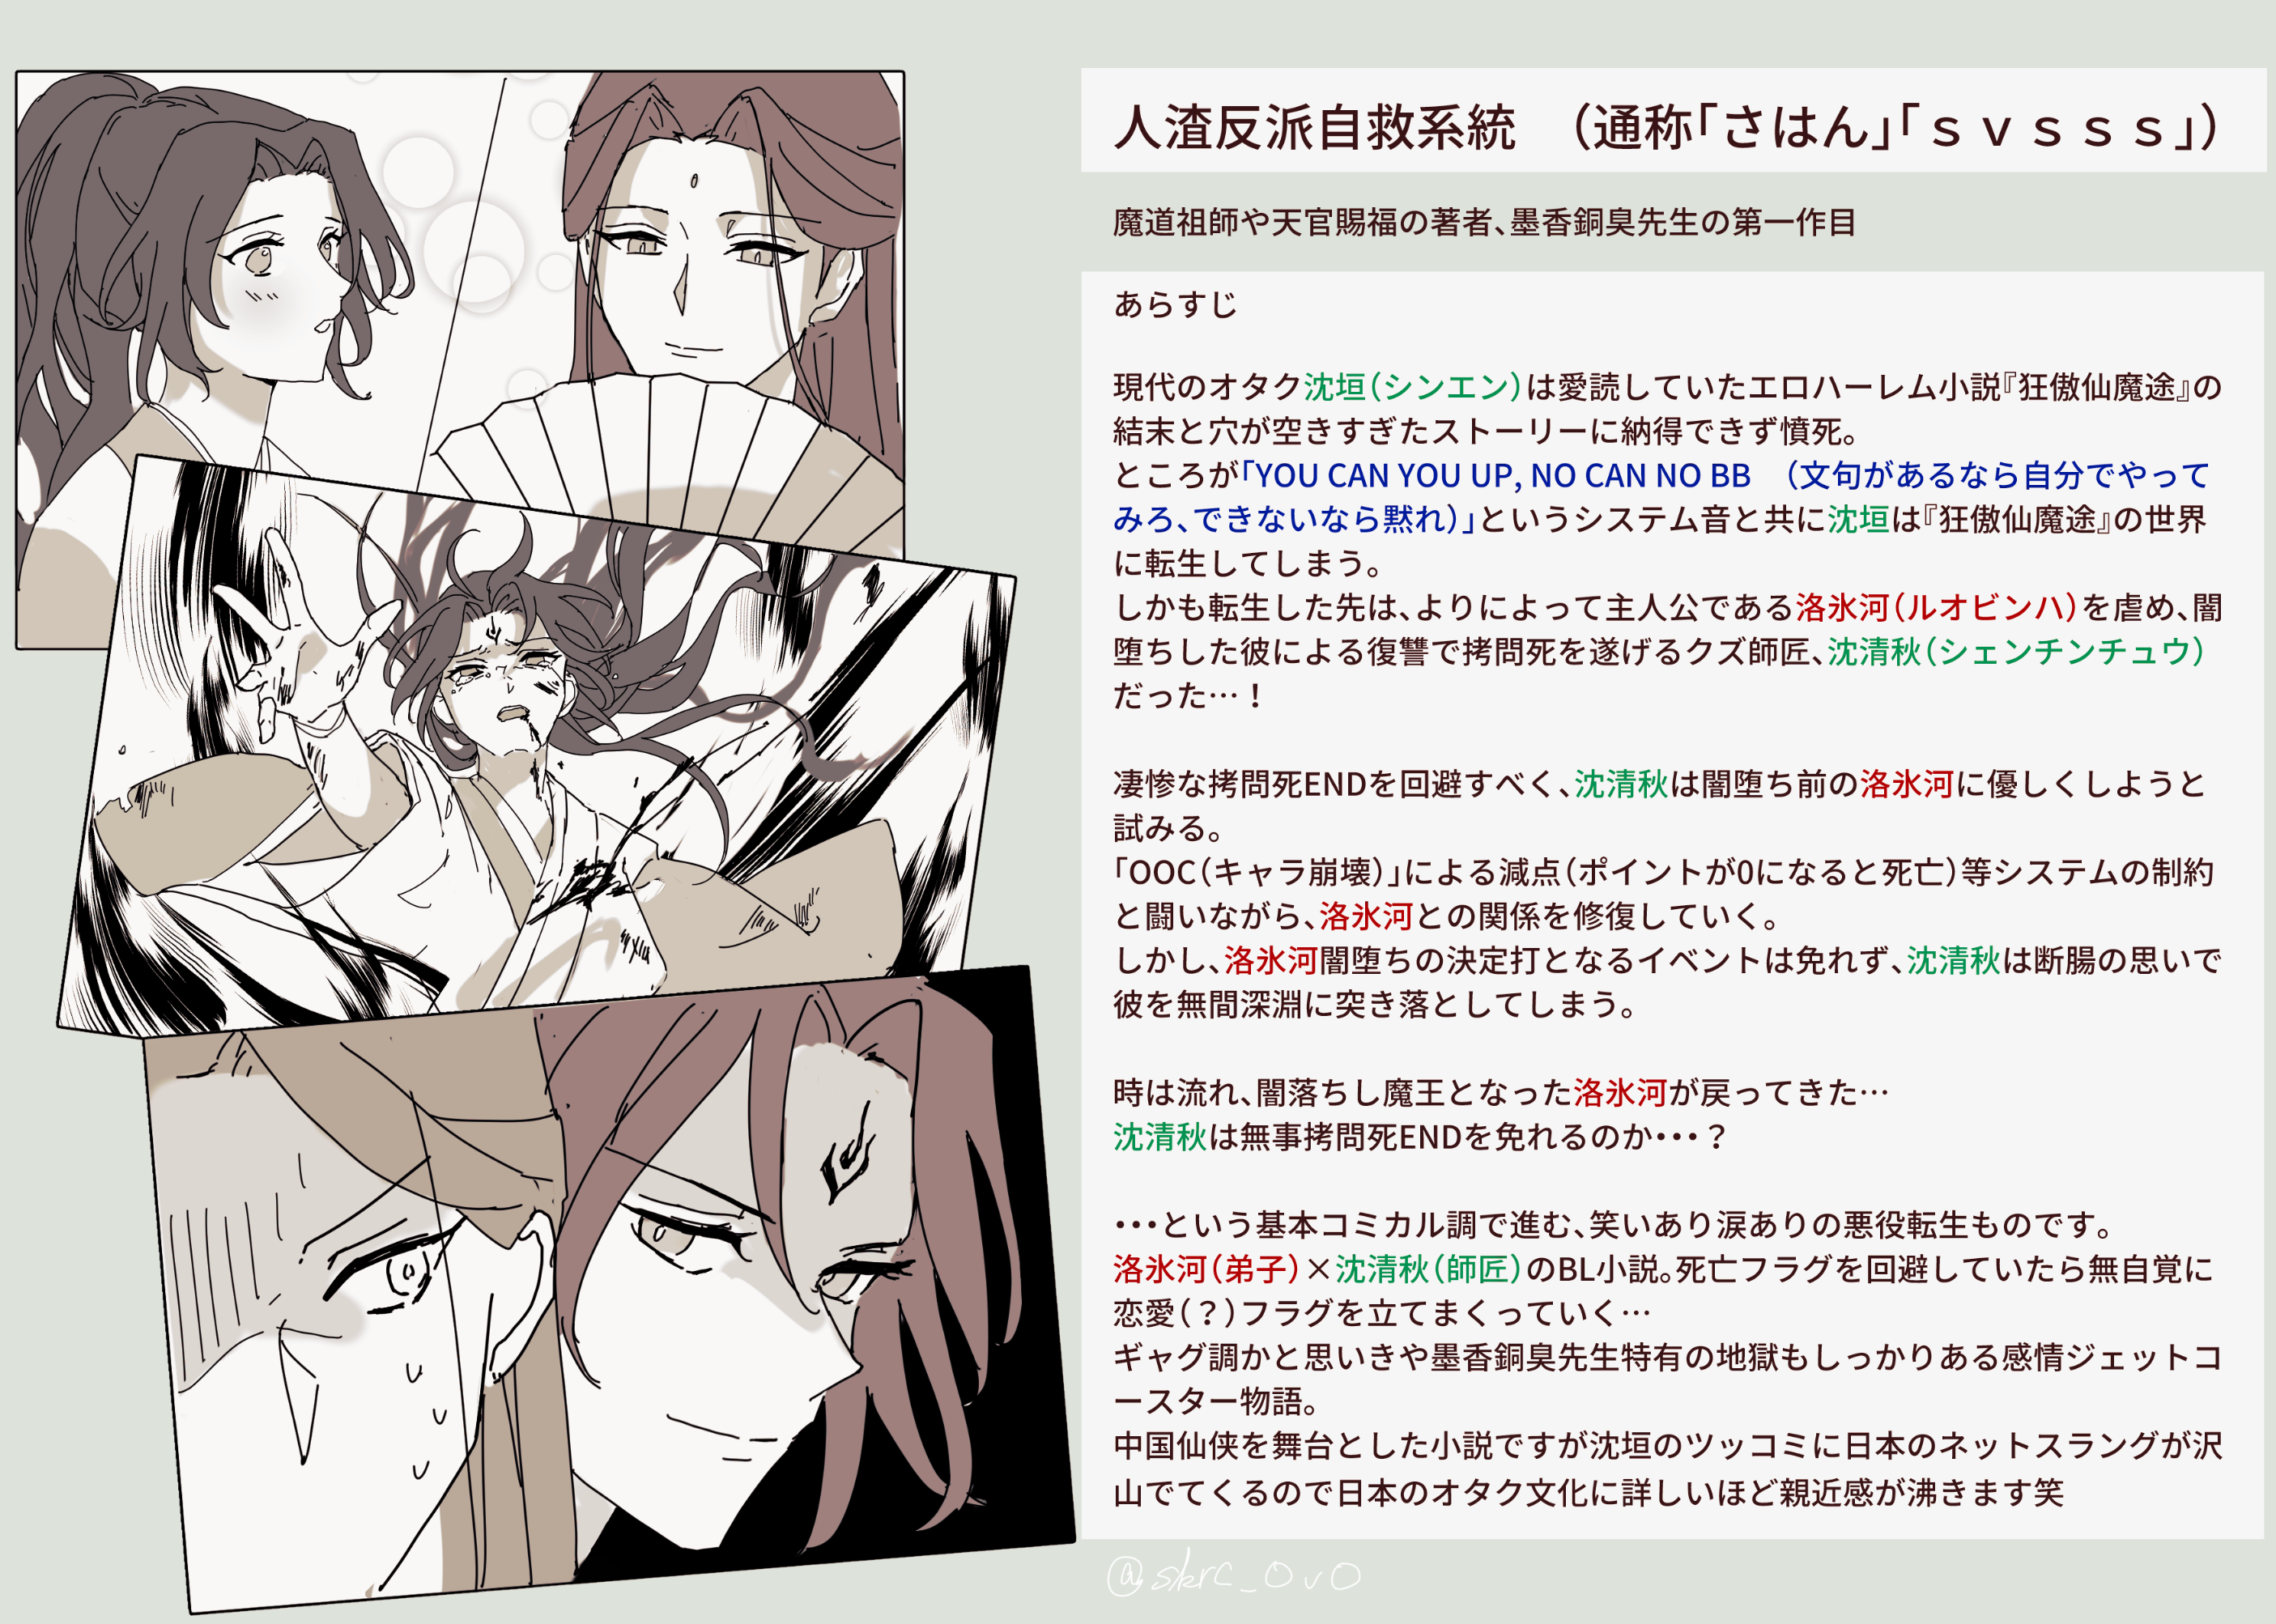 人渣反派自救系統　（通称「さはん」「ｓｖｓｓｓ」）
魔道祖師や天官賜福の著者、墨香銅臭先生の第一作目
あらすじ
現代のオタク沈垣（シンエン）は愛読していたエロハーレム小説『狂傲仙魔途』の
結末と穴が空きすぎたストーリーに納得できず憤死。
ところが「YOU CAN YOU UP, NO CAN NO BB　（文句があるなら自分でやって
みろ、できないなら黙れ）」というシステム音と共に沈垣は『狂傲仙魔途』の世界
に転生してしまう。
しかも転生した先は、よりによって主人公である洛氷河（ルオビンハ）を虐め、闇
堕ちした彼による復讐で拷問死を遂げるクズ師匠、沈清秋（シェンチンチュウ）
だった…！
凄惨な拷問死ENDを回避すべく、沈清秋は闇堕ち前の洛氷河に優しくしようと
試みる。
「OOC（キャラ崩壊）」による減点（ポイントが0になると死亡）等システムの制約
と闘いながら、洛氷河との関係を修復していく。
しかし、洛氷河闇堕ちの決定打となるイベントは免れず、沈清秋は断腸の思いで
彼を無間深淵に突き落としてしまう。
時は流れ、闇落ちし魔王となった洛氷河が戻ってきた…
沈清秋は無事拷問死ENDを免れるのか・・・？
・・・という基本コミカル調で進む、笑いあり涙ありの悪役転生ものです。
洛氷河（弟子）×沈清秋（師匠）のBL小説。死亡フラグを回避していたら無自覚に
恋愛（？）フラグを立てまくっていく…
ギャグ調かと思いきや墨香銅臭先生特有の地獄もしっかりある感情ジェットコ
ースター物語。
中国仙侠を舞台とした小説ですが沈垣のツッコミに日本のネットスラングが沢
山でてくるので日本のオタク文化に詳しいほど親近感が沸きます笑
@skrc_0v0